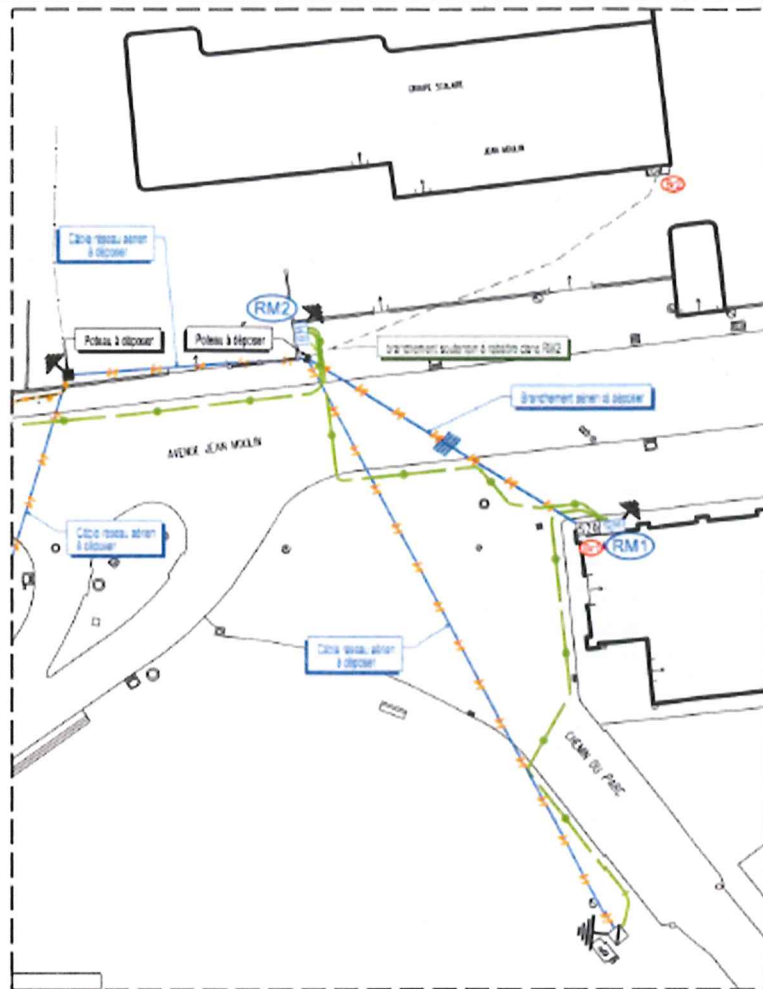 GROUPE SCOLAIRE
JEAN MOULIN
Câble réseau aérien
à déposer
RM2
Poteau à déposer
Poteau à déposer
Branchement souterrain à rabattre dans RM2
Branchement aérien à déposer
AVENUE JEAN MOULIN
Câble réseau aérien
à déposer
RM1
Câble réseau aérien
à déposer
CHEMIN DU PARC